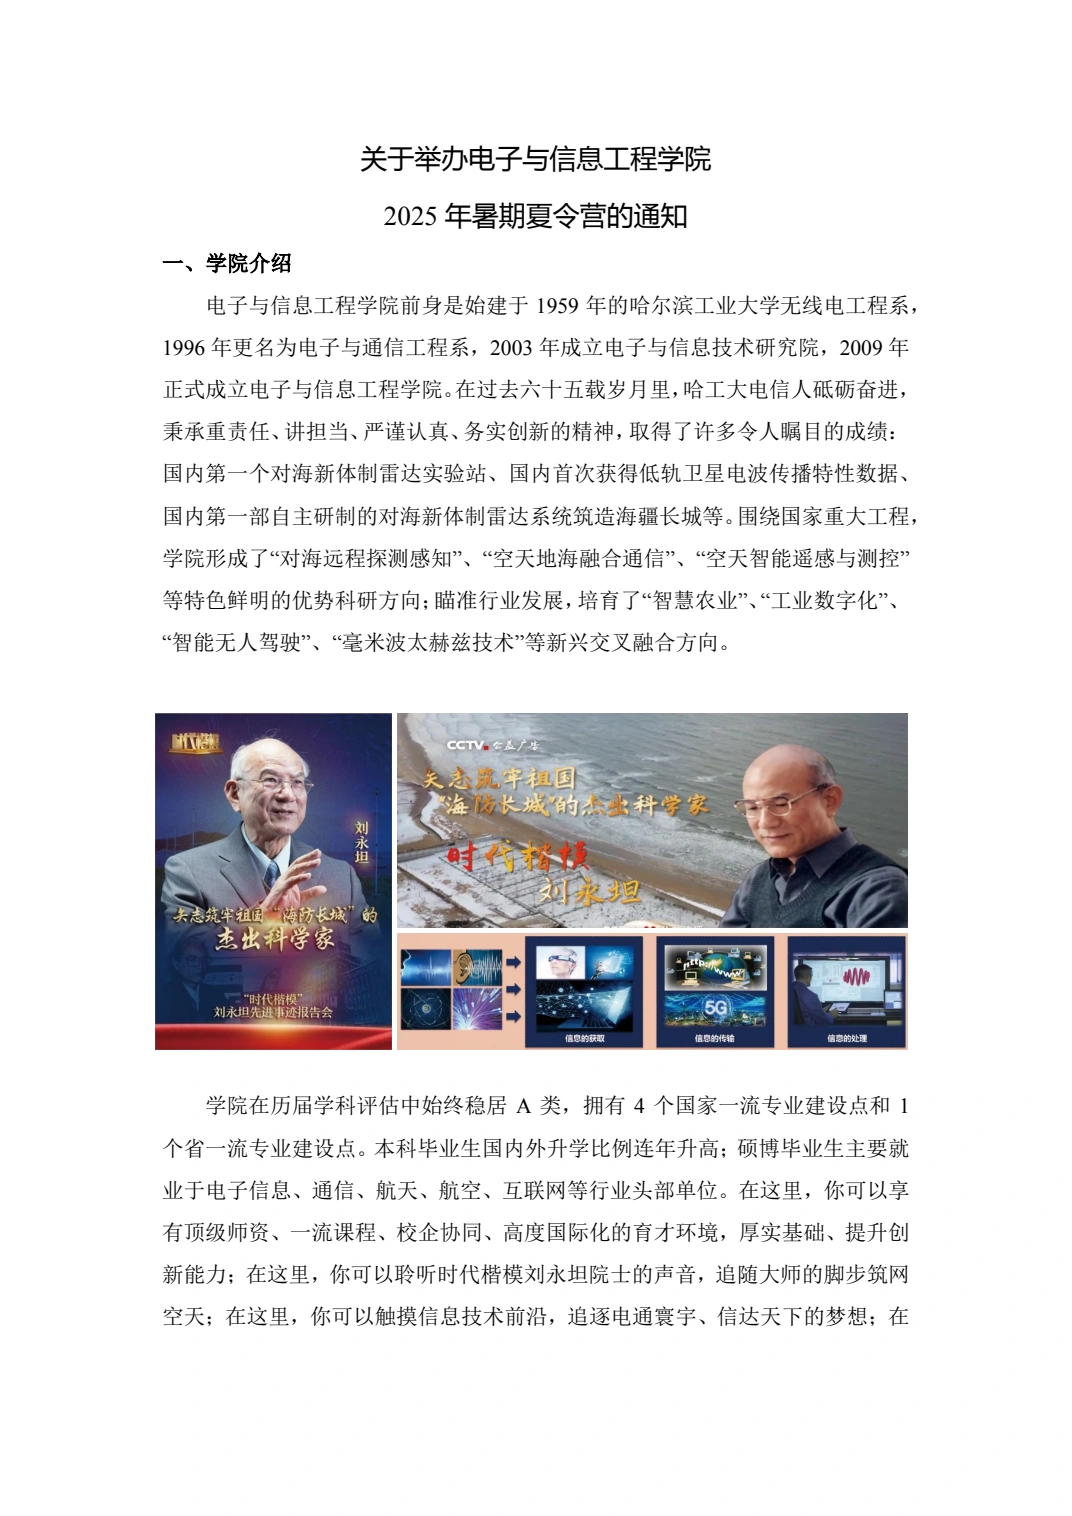 关于举办电子与信息工程学院
2025 年暑期夏令营的通知
一、学院介绍
电子与信息工程学院前身是始建于 1959 年的哈尔滨工业大学无线电工程系，
1996 年更名为电子与通信工程系，2003 年成立电子与信息技术研究院，2009 年
正式成立电子与信息工程学院。在过去六十五载岁月里，哈工大电信人砥砺奋进，
秉承重责任、讲担当、严谨认真、务实创新的精神，取得了许多令人瞩目的成绩：
国内第一个对海新体制雷达实验站、国内首次获得低轨卫星电波传播特性数据、
国内第一部自主研制的对海新体制雷达系统筑造海疆长城等。围绕国家重大工程，
学院形成了“对海远程探测感知”、“空天地海融合通信”、“空天智能遥感与测控”
等特色鲜明的优势科研方向；瞄准行业发展，培育了“智慧农业”、“工业数字化”、
“智能无人驾驶”、“毫米波太赫兹技术”等新兴交叉融合方向。
时代楷模
刘永坦
矢志筑牢祖国“海防长城”的
杰出科学家
“时代楷模”
刘永坦先进事迹报告会
CCTV 公益广告
矢志筑牢祖国
“海防长城”的杰出科学家
时代楷模
刘永坦
http://www
5G
信息的获取
信息的传输
信息的处理
学院在历届学科评估中始终稳居 A 类，拥有 4 个国家一流专业建设点和 1
个省一流专业建设点。本科毕业生国内外升学比例连年升高；硕博毕业生主要就
业于电子信息、通信、航天、航空、互联网等行业头部单位。在这里，你可以享
有顶级师资、一流课程、校企协同、高度国际化的育才环境，厚实基础、提升创
新能力；在这里，你可以聆听时代楷模刘永坦院士的声音，追随大师的脚步筑网
空天；在这里，你可以触摸信息技术前沿，追逐电通寰宇、信达天下的梦想；在